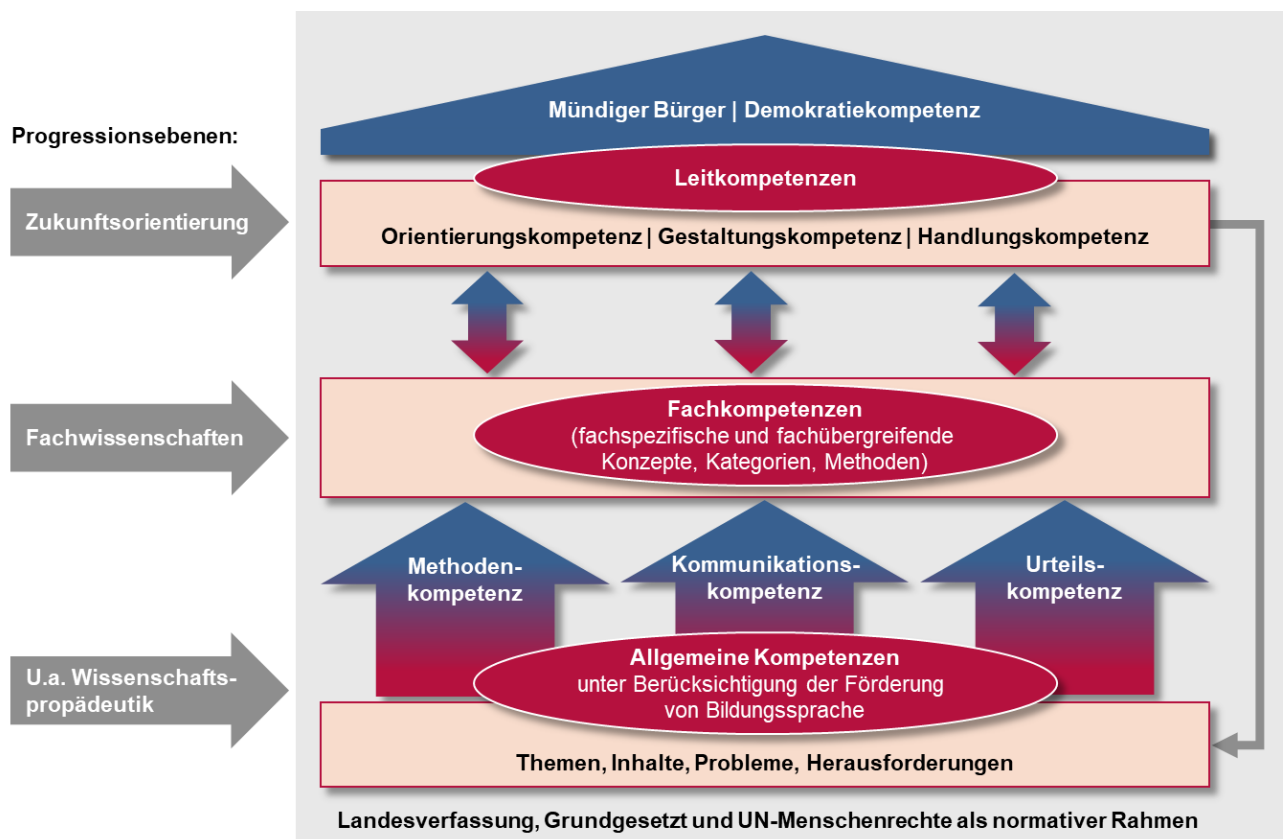 Mündiger Bürger | Demokratiekompetenz
Progressionsebenen:
Leitkompetenzen
Zukunftsorientierung
Orientierungskompetenz | Gestaltungskompetenz | Handlungskompetenz
Fachwissenschaften
Fachkompetenzen
(fachspezifische und fachübergreifende
Konzepte, Kategorien, Methoden)
Methoden-
kompetenz
Kommunikations-
kompetenz
Urteils-
kompetenz
U.a. Wissenschafts-
propädeutik
Allgemeine Kompetenzen
unter Berücksichtigung der Förderung
von Bildungssprache
Themen, Inhalte, Probleme, Herausforderungen
Landesverfassung, Grundgesetzt und UN-Menschenrechte als normativer Rahmen